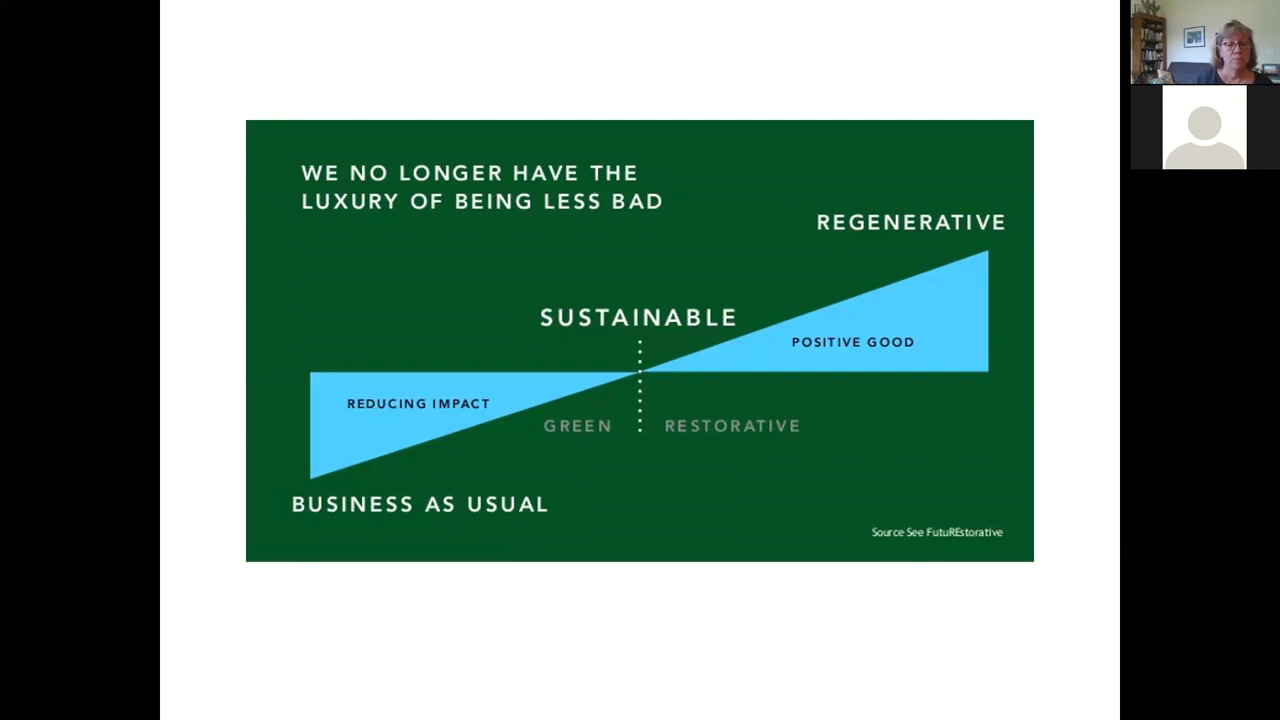 WE NO LONGER HAVE THE
LUXURY OF BEING LESS BAD
REGENERATIVE
SUSTAINABLE
POSITIVE GOOD
REDUCING IMPACT
GREEN
RESTORATIVE
BUSINESS AS USUAL
Source See FutuREstorative